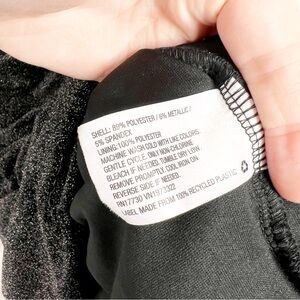 SHELL: 89% POLYESTER / 6% METALLIC /
5% SPANDEX
LINING: 100% POLYESTER
MACHINE WASH COLD WITH LIKE COLORS.
GENTLE CYCLE. ONLY NON-CHLORINE
BLEACH IF NEEDED. TUMBLE DRY LOW.
REMOVE PROMPTLY. COOL IRON ON
REVERSE SIDE IF NEEDED.
RN17730 VN1973322
LABEL MADE FROM 100% RECYCLED PLASTIC